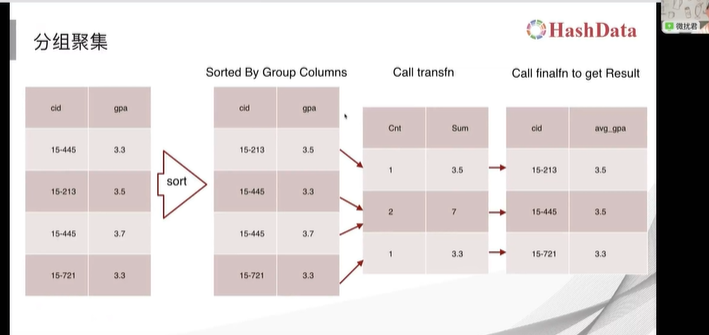 HashData
微扰君
分组聚集
Sorted By Group Columns
Call transfn
Call finalfn to get Result
cid gpa
15-445 3.3
15-213 3.5
15-445 3.7
15-721 3.3
sort
cid gpa
15-213 3.5
15-445 3.3
15-445 3.7
15-721 3.3
Cnt Sum
1 3.5
2 7
1 3.3
cid avg_gpa
15-213 3.5
15-445 3.5
15-721 3.3